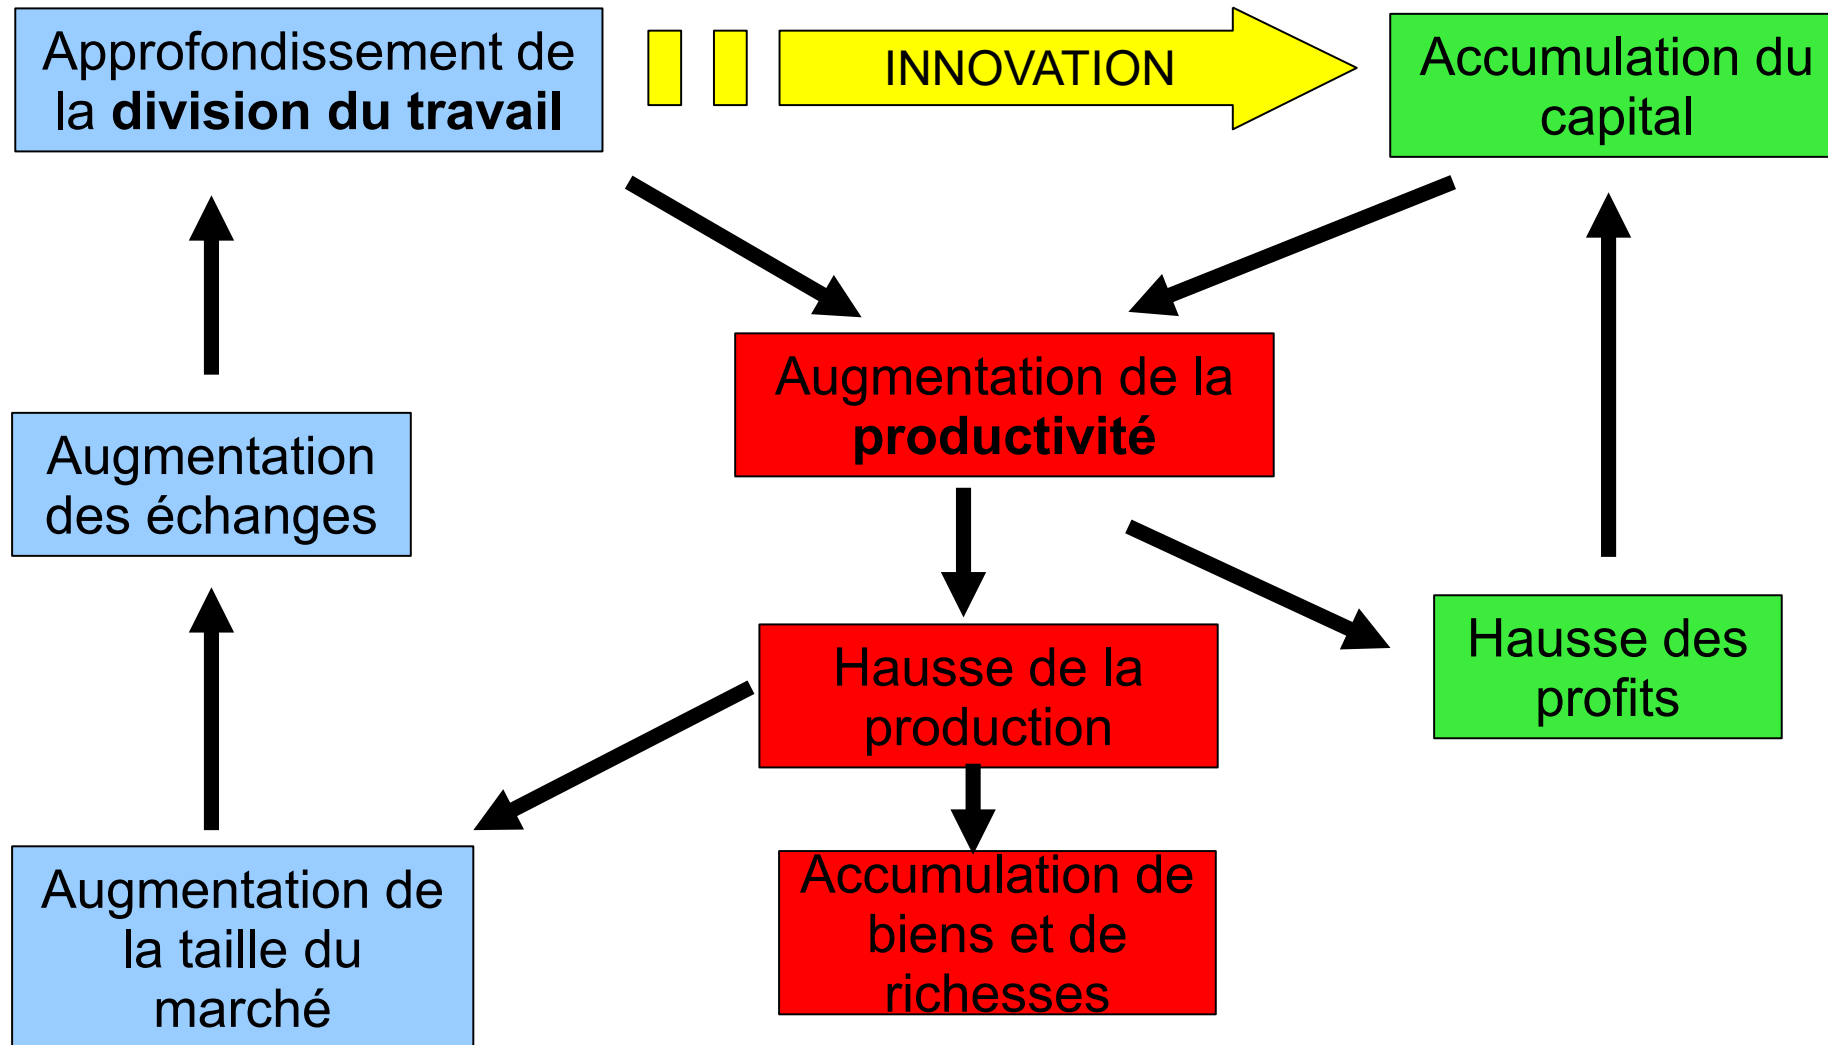 Approfondissement de
la division du travail
INNOVATION
Accumulation du
capital
Augmentation de la
productivité
Augmentation
des échanges
Hausse de la
production
Hausse des
profits
Augmentation de
la taille du
marché
Accumulation de
biens et de
richesses